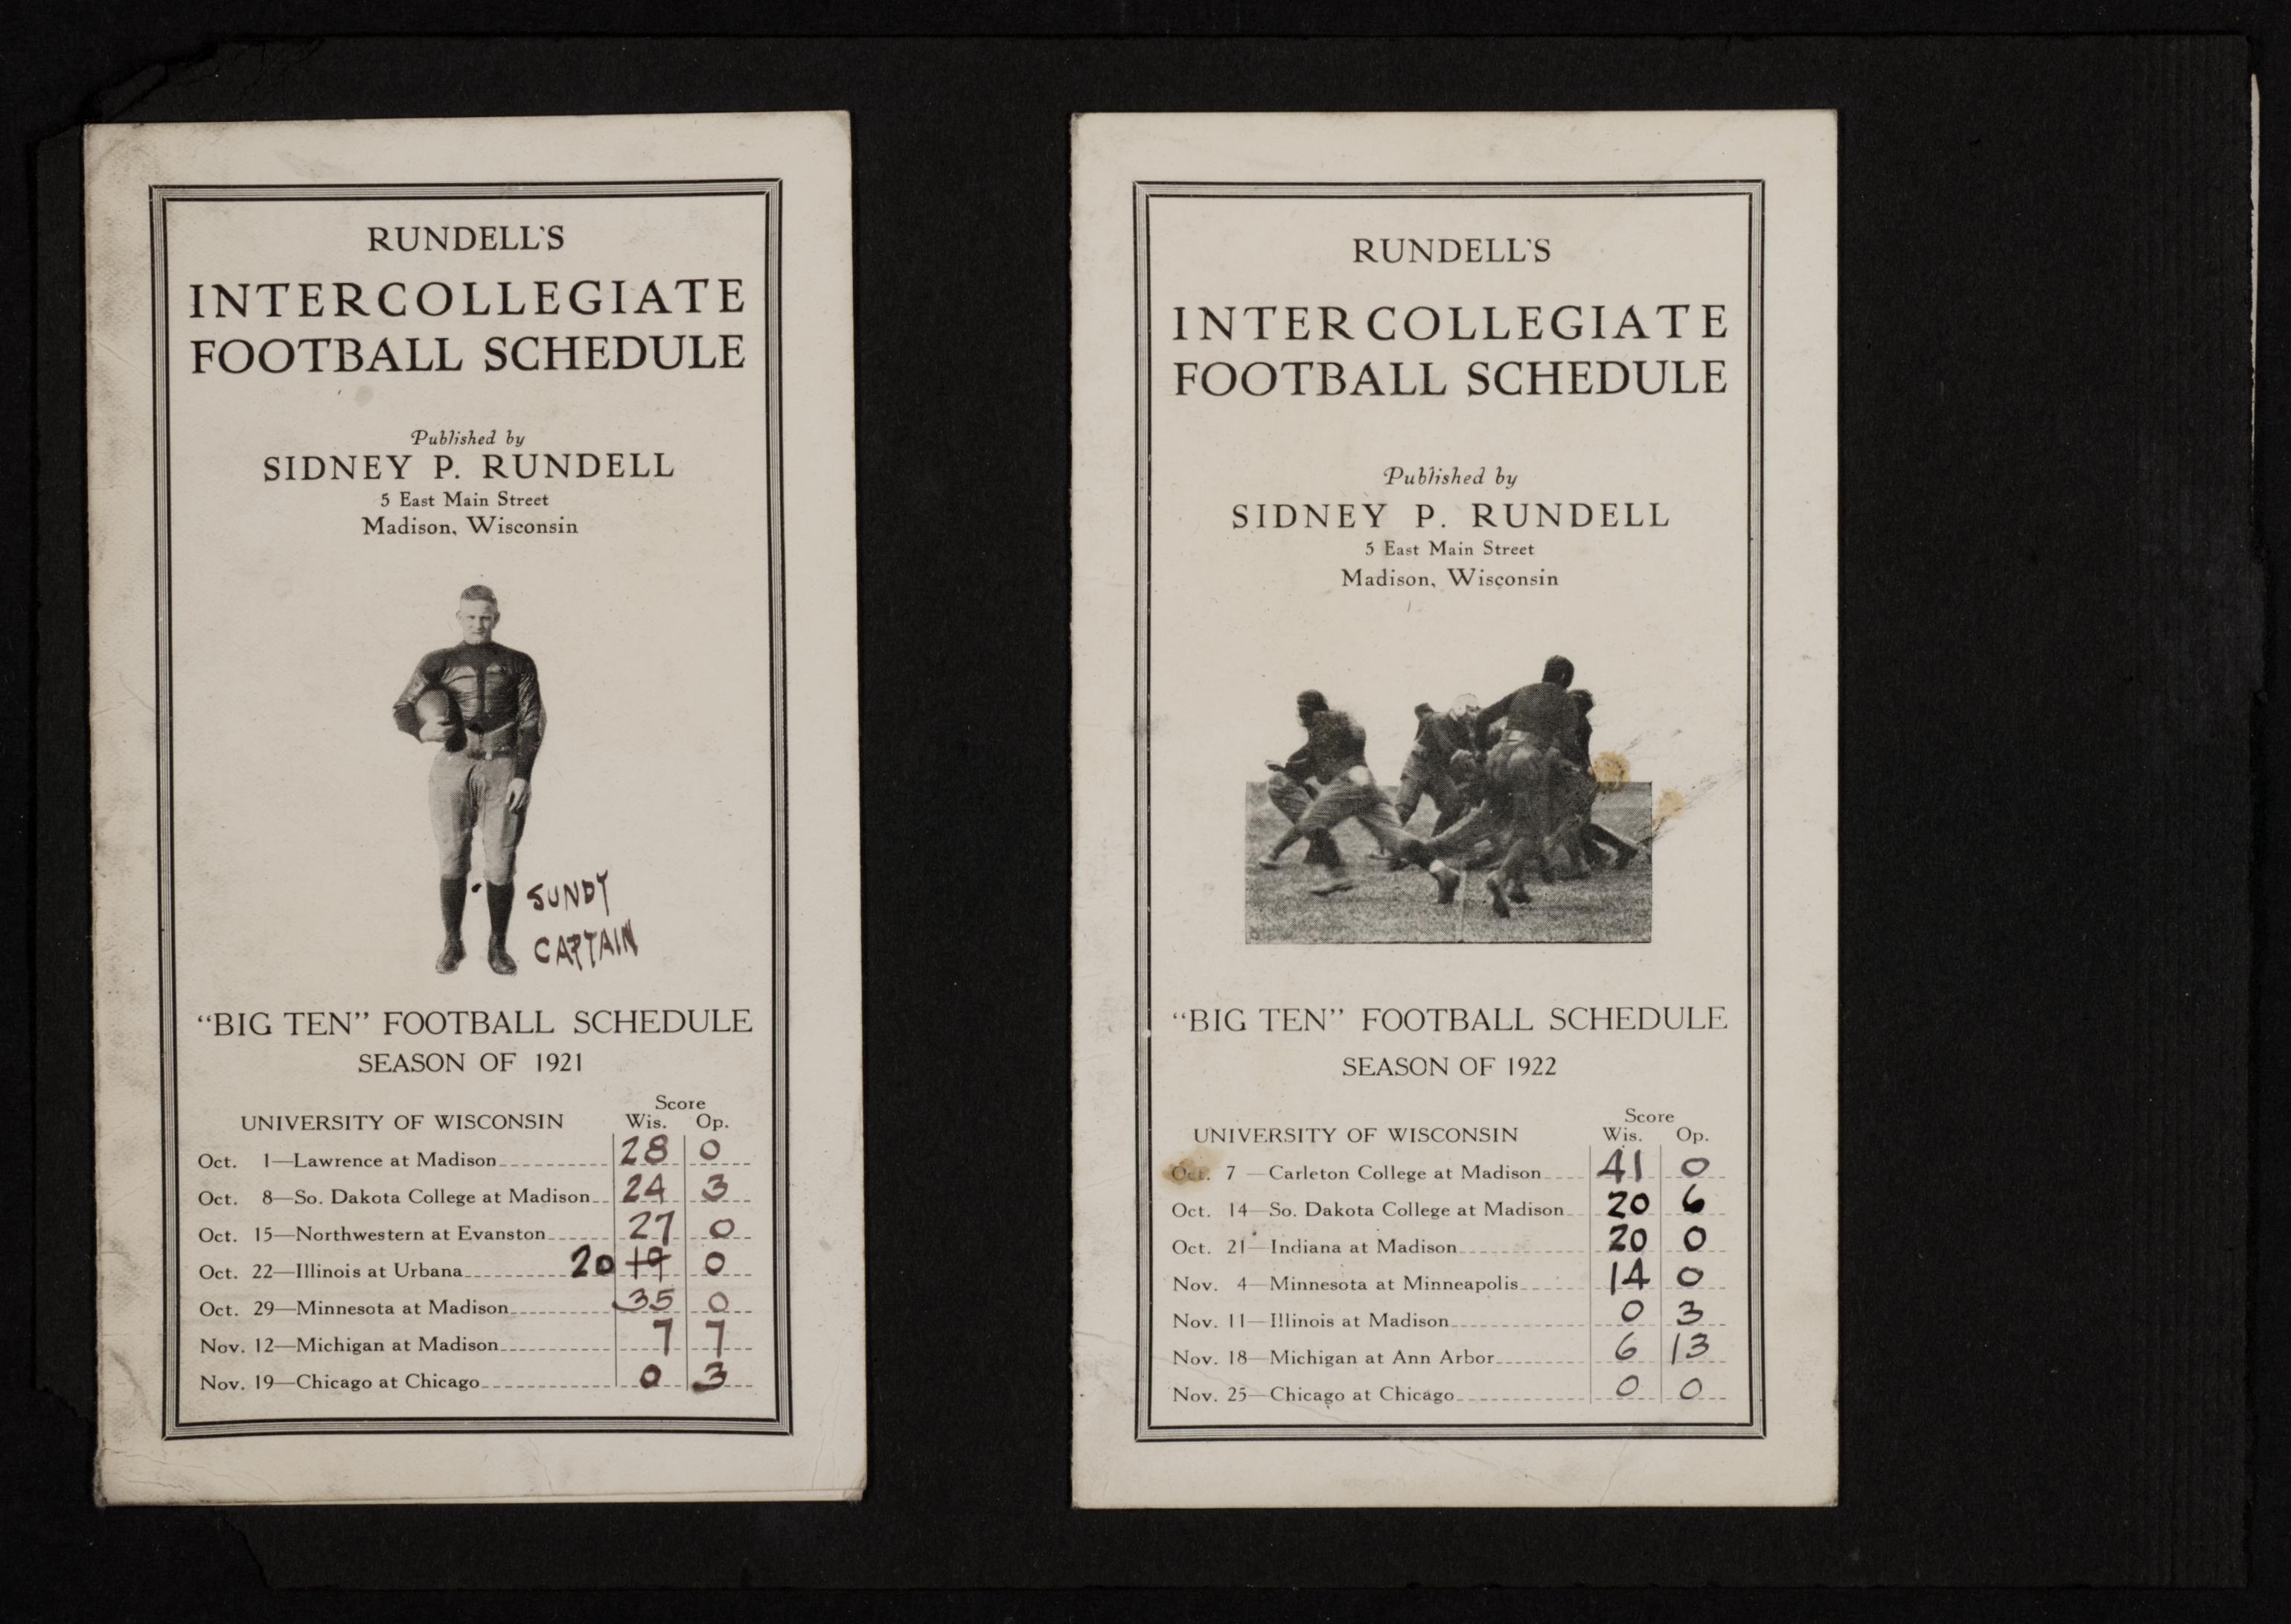 RUNDELL'S
INTERCOLLEGIATE
FOOTBALL SCHEDULE
Published by
SIDNEY P. RUNDELL
5 East Main Street
Madison, Wisconsin
SUNDT
CAPTAIN
"BIG TEN" FOOTBALL SCHEDULE
SEASON OF 1921
Score
UNIVERSITY OF WISCONSIN Wis. Op.
Oct. 1—Lawrence at Madison 28 0
Oct. 8—So. Dakota College at Madison 24 3
Oct. 15—Northwestern at Evanston 27 0
Oct. 22—Illinois at Urbana 20 19 0
Oct. 29—Minnesota at Madison 35 0
Nov. 12—Michigan at Madison 7 7
Nov. 19—Chicago at Chicago 0 3
RUNDELL'S
INTERCOLLEGIATE
FOOTBALL SCHEDULE
Published by
SIDNEY P. RUNDELL
5 East Main Street
Madison, Wisconsin
"BIG TEN" FOOTBALL SCHEDULE
SEASON OF 1922
Score
UNIVERSITY OF WISCONSIN Wis. Op.
Oct. 7—Carleton College at Madison 41 0
Oct. 14—So. Dakota College at Madison 20 6
Oct. 21—Indiana at Madison 20 0
Nov. 4—Minnesota at Minneapolis 14 0
Nov. 11—Illinois at Madison 0 3
Nov. 18—Michigan at Ann Arbor 6 13
Nov. 25—Chicago at Chicago 0 0